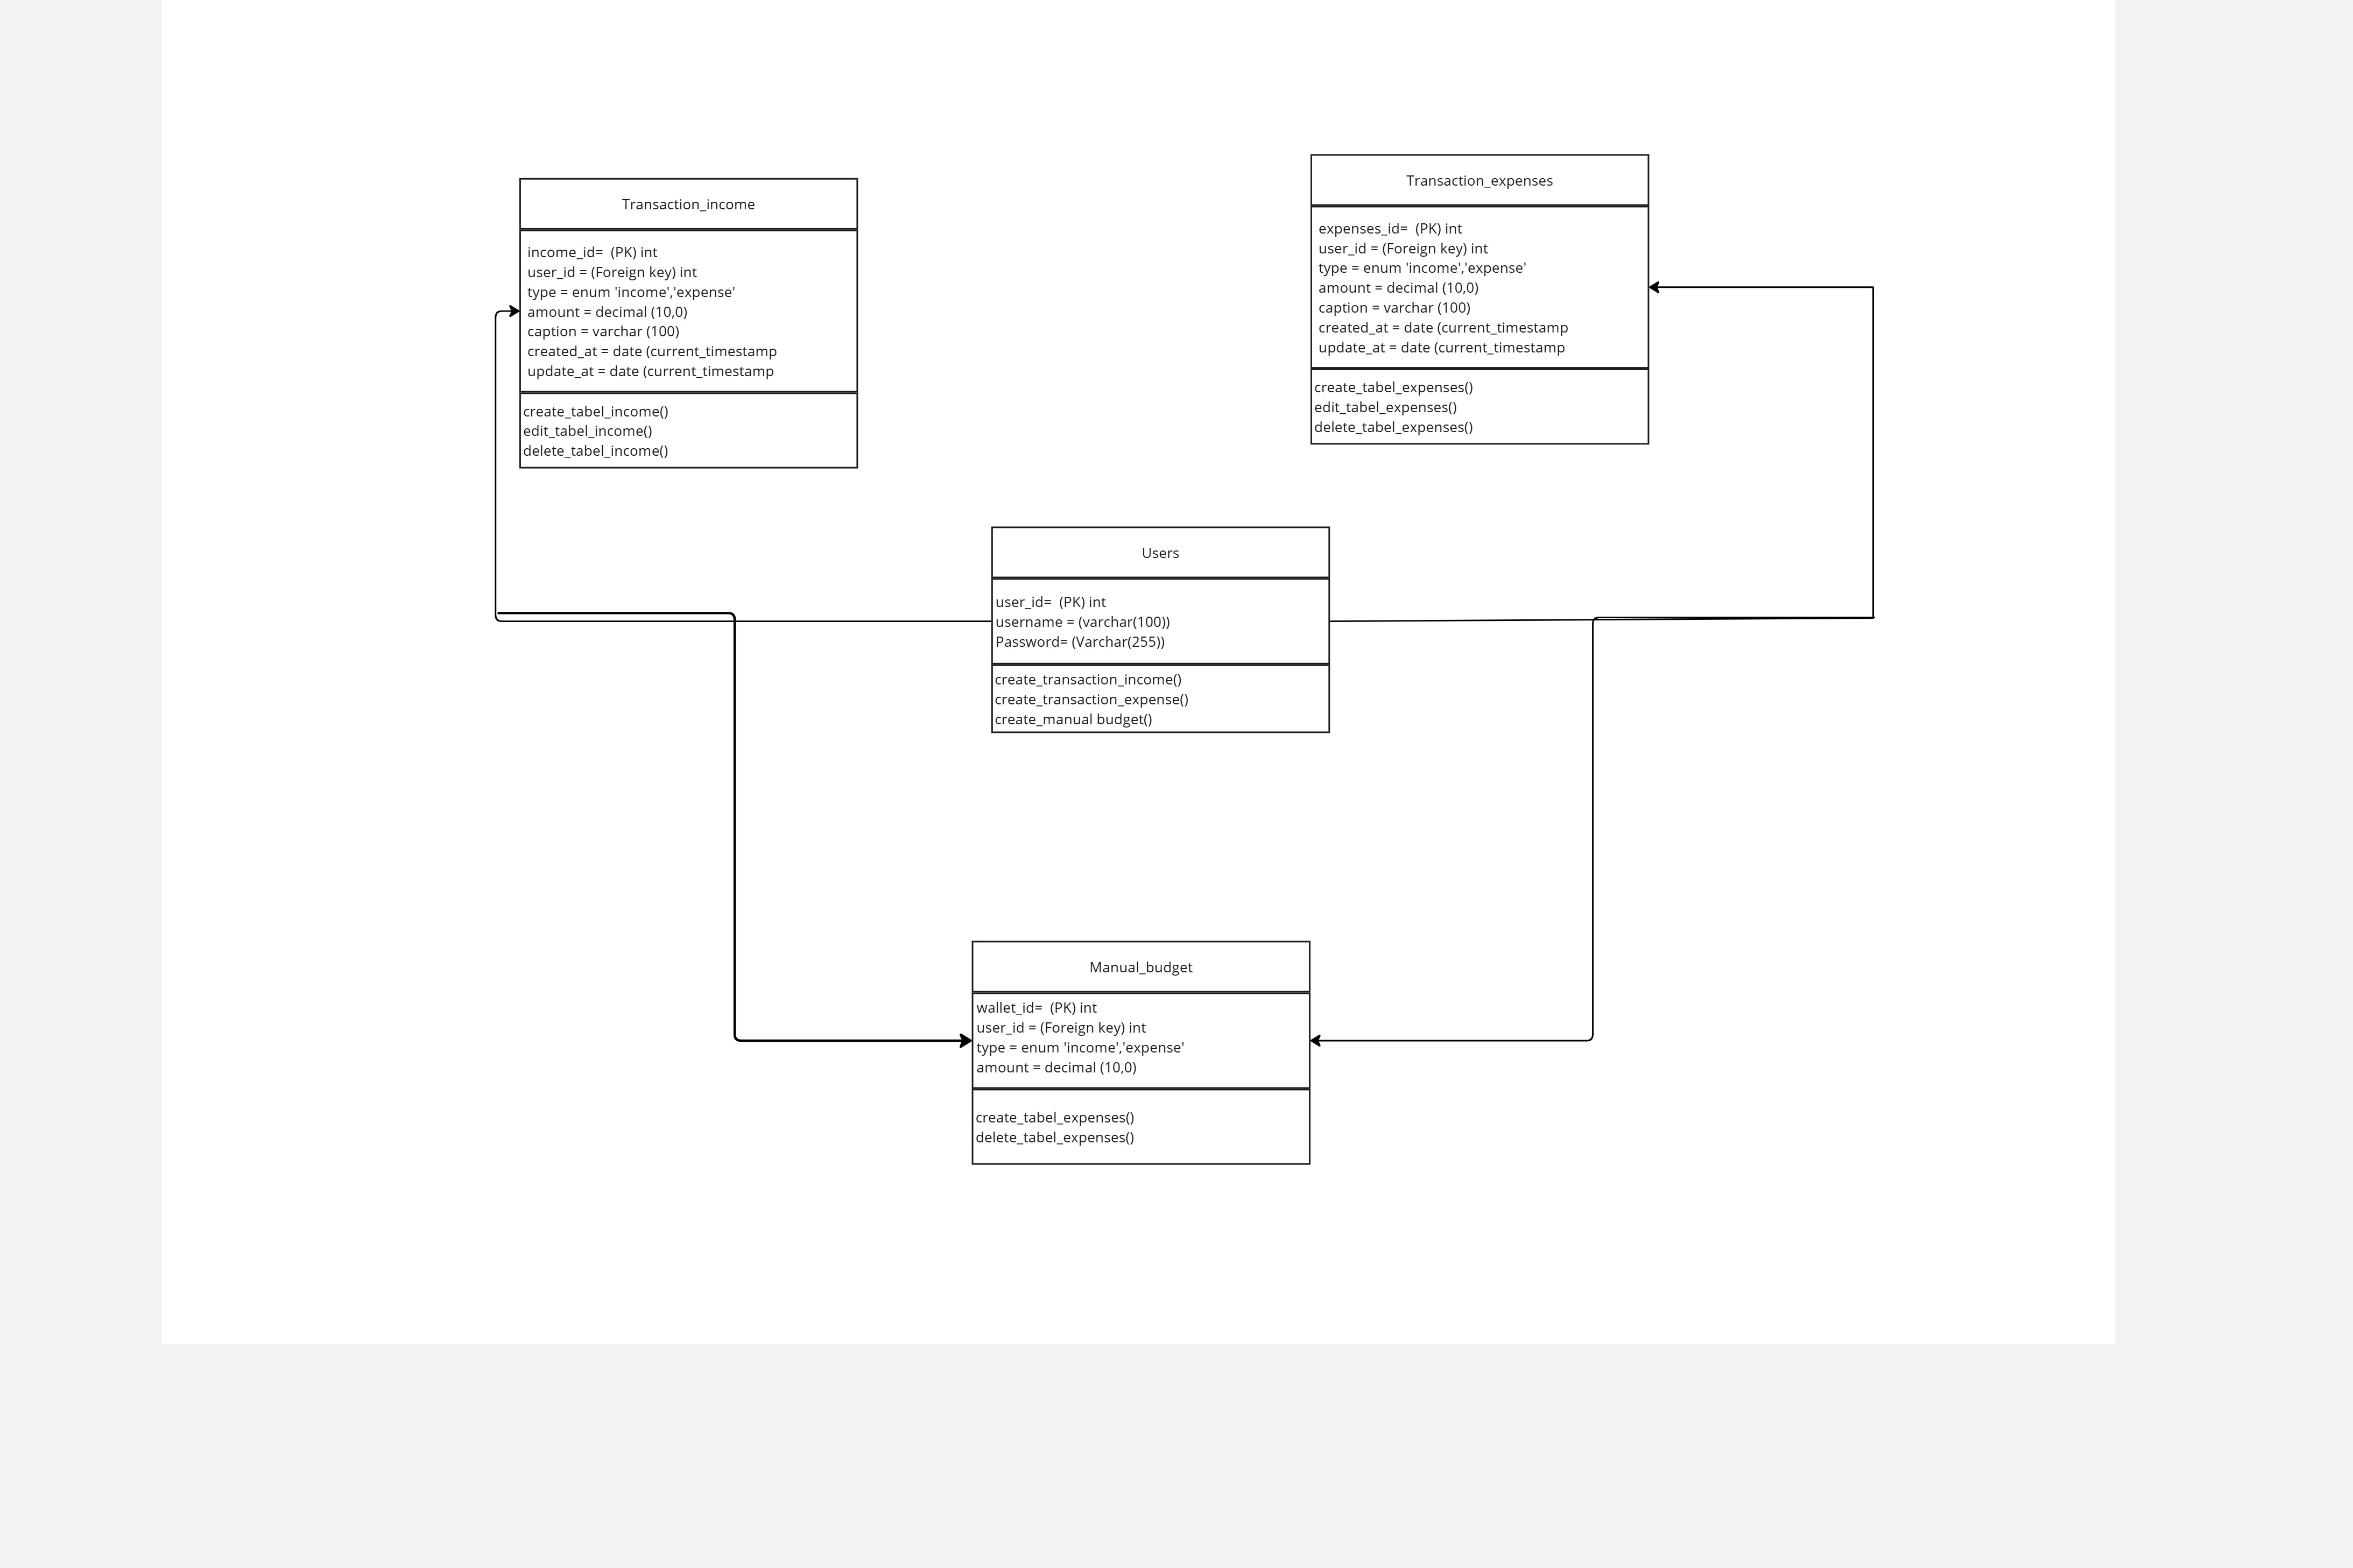 Transaction_income
income_id=  (PK) int
user_id = (Foreign key) int
type = enum 'income','expense'
amount = decimal (10,0)
caption = varchar (100)
created_at = date (current_timestamp
update_at = date (current_timestamp
create_tabel_income()
edit_tabel_income()
delete_tabel_income()
Transaction_expenses
expenses_id=  (PK) int
user_id = (Foreign key) int
type = enum 'income','expense'
amount = decimal (10,0)
caption = varchar (100)
created_at = date (current_timestamp
update_at = date (current_timestamp
create_tabel_expenses()
edit_tabel_expenses()
delete_tabel_expenses()
Users
user_id=  (PK) int
username = (varchar(100))
Password= (Varchar(255))
create_transaction_income()
create_transaction_expense()
create_manual budget()
Manual_budget
wallet_id=  (PK) int
user_id = (Foreign key) int
type = enum 'income','expense'
amount = decimal (10,0)
create_tabel_expenses()
delete_tabel_expenses()